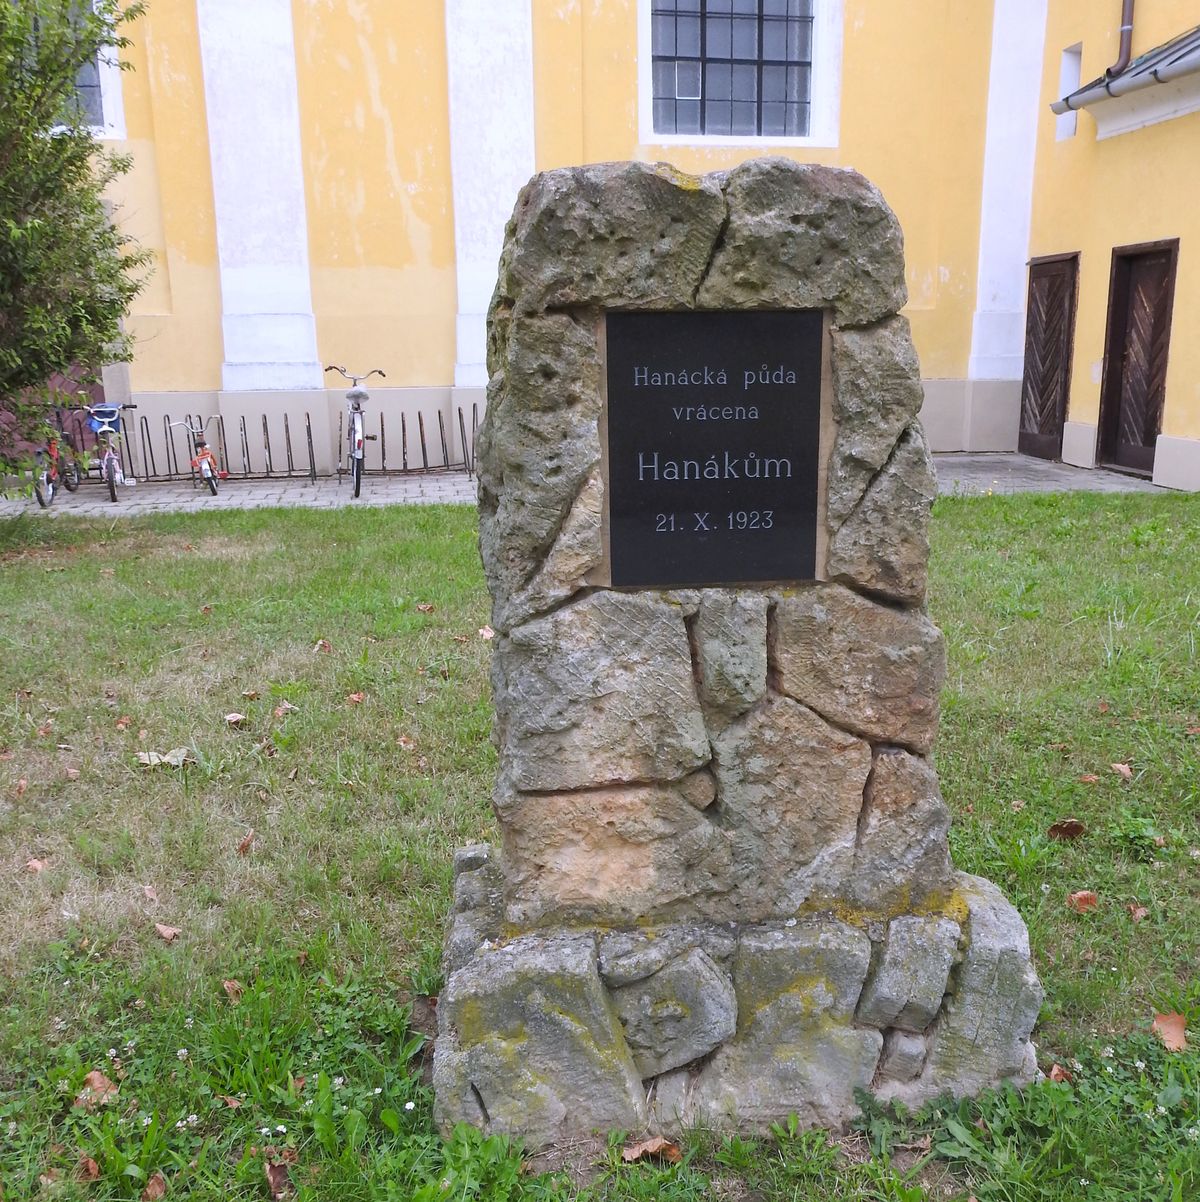 Hanácká půda
vrácena
Hanákům
21. X. 1923